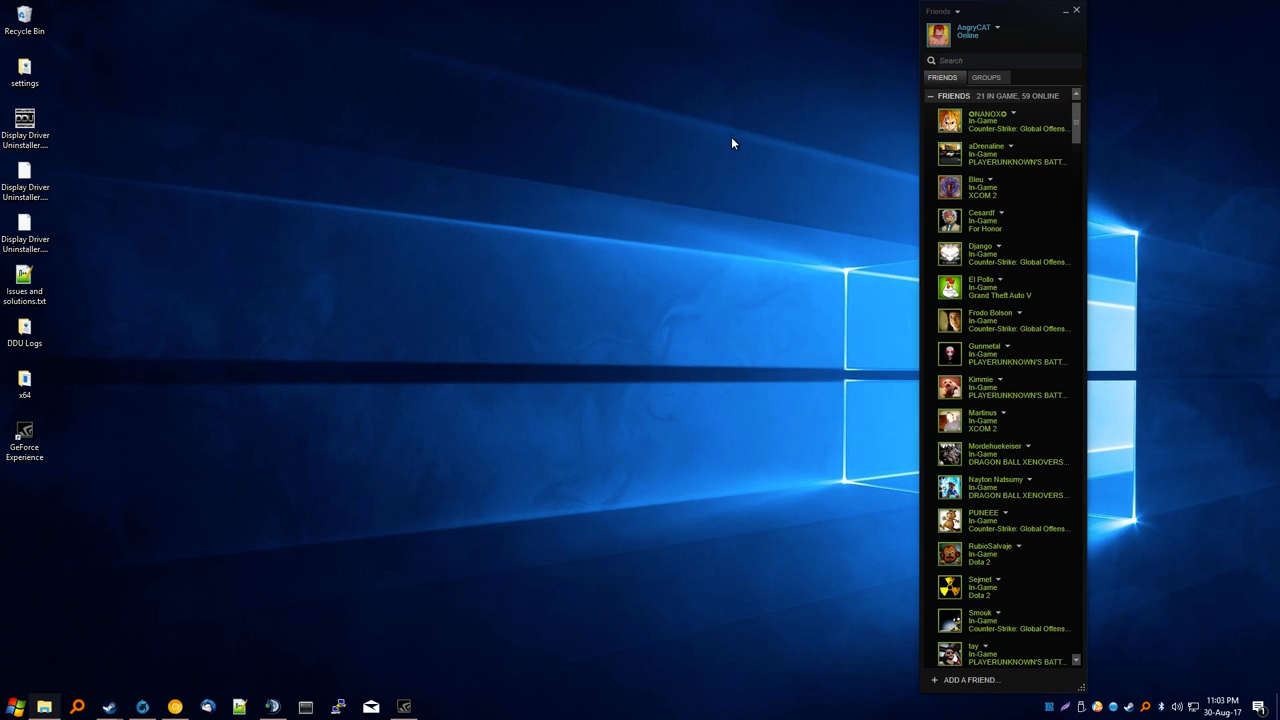 Recycle Bin
settings
Display Driver
Uninstaller....
Display Driver
Uninstaller....
Display Driver
Uninstaller....
Issues and
solutions.txt
DDU Logs
x64
GeForce
Experience
Friends
AngryCAT
Online
Search
FRIENDS
GROUPS
FRIENDS 21 IN GAME, 59 ONLINE
✪NANOX✪
In-Game
Counter-Strike: Global Offens...
aDrenaline
In-Game
PLAYERUNKNOWN'S BATT...
Bleu
In-Game
XCOM 2
Cesardf
In-Game
For Honor
Django
In-Game
Counter-Strike: Global Offens...
El Pollo
In-Game
Grand Theft Auto V
Frodo Bolson
In-Game
Counter-Strike: Global Offens...
Gunmetal
In-Game
PLAYERUNKNOWN'S BATT...
Kimmie
In-Game
PLAYERUNKNOWN'S BATT...
Martinus
In-Game
XCOM 2
Mordehuekeiser
In-Game
DRAGON BALL XENOVERS...
Nayton Natsumy
In-Game
DRAGON BALL XENOVERS...
PUNEEE
In-Game
Counter-Strike: Global Offens...
RubioSalvaje
In-Game
Dota 2
Sejmet
In-Game
Dota 2
Smouk
In-Game
Counter-Strike: Global Offens...
tay
In-Game
PLAYERUNKNOWN'S BATT...
+ ADD A FRIEND...
11:03 PM
30-Aug-17